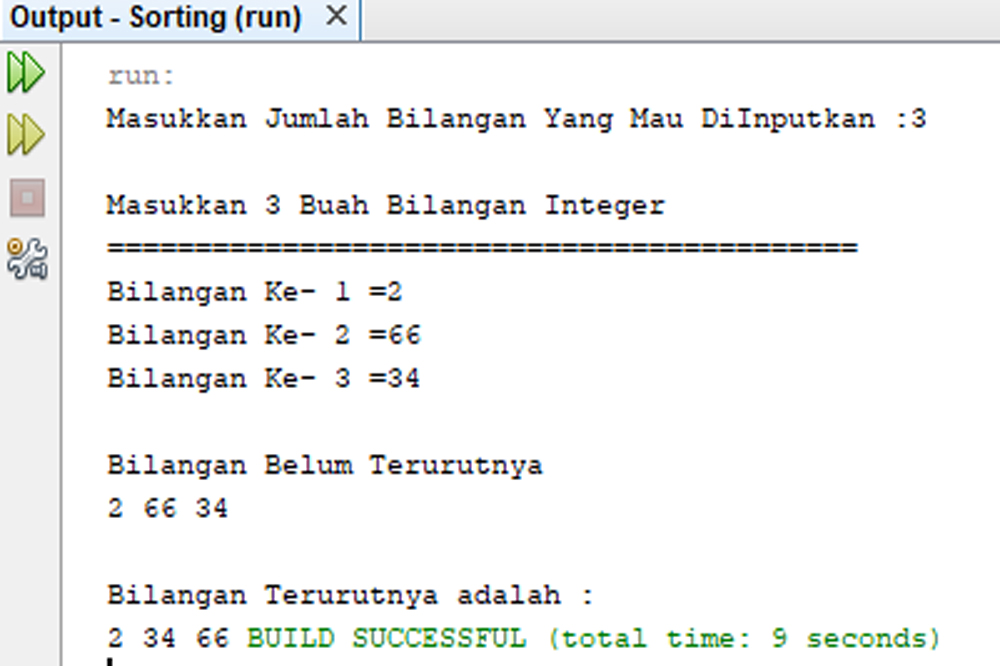 Output - Sorting (run) ×
run:
Masukkan Jumlah Bilangan Yang Mau DiInputkan :3
Masukkan 3 Buah Bilangan Integer
===========================================
Bilangan Ke- 1 =2
Bilangan Ke- 2 =66
Bilangan Ke- 3 =34
Bilangan Belum Terurutnya
2 66 34
Bilangan Terurutnya adalah :
2 34 66 BUILD SUCCESSFUL (total time: 9 seconds)